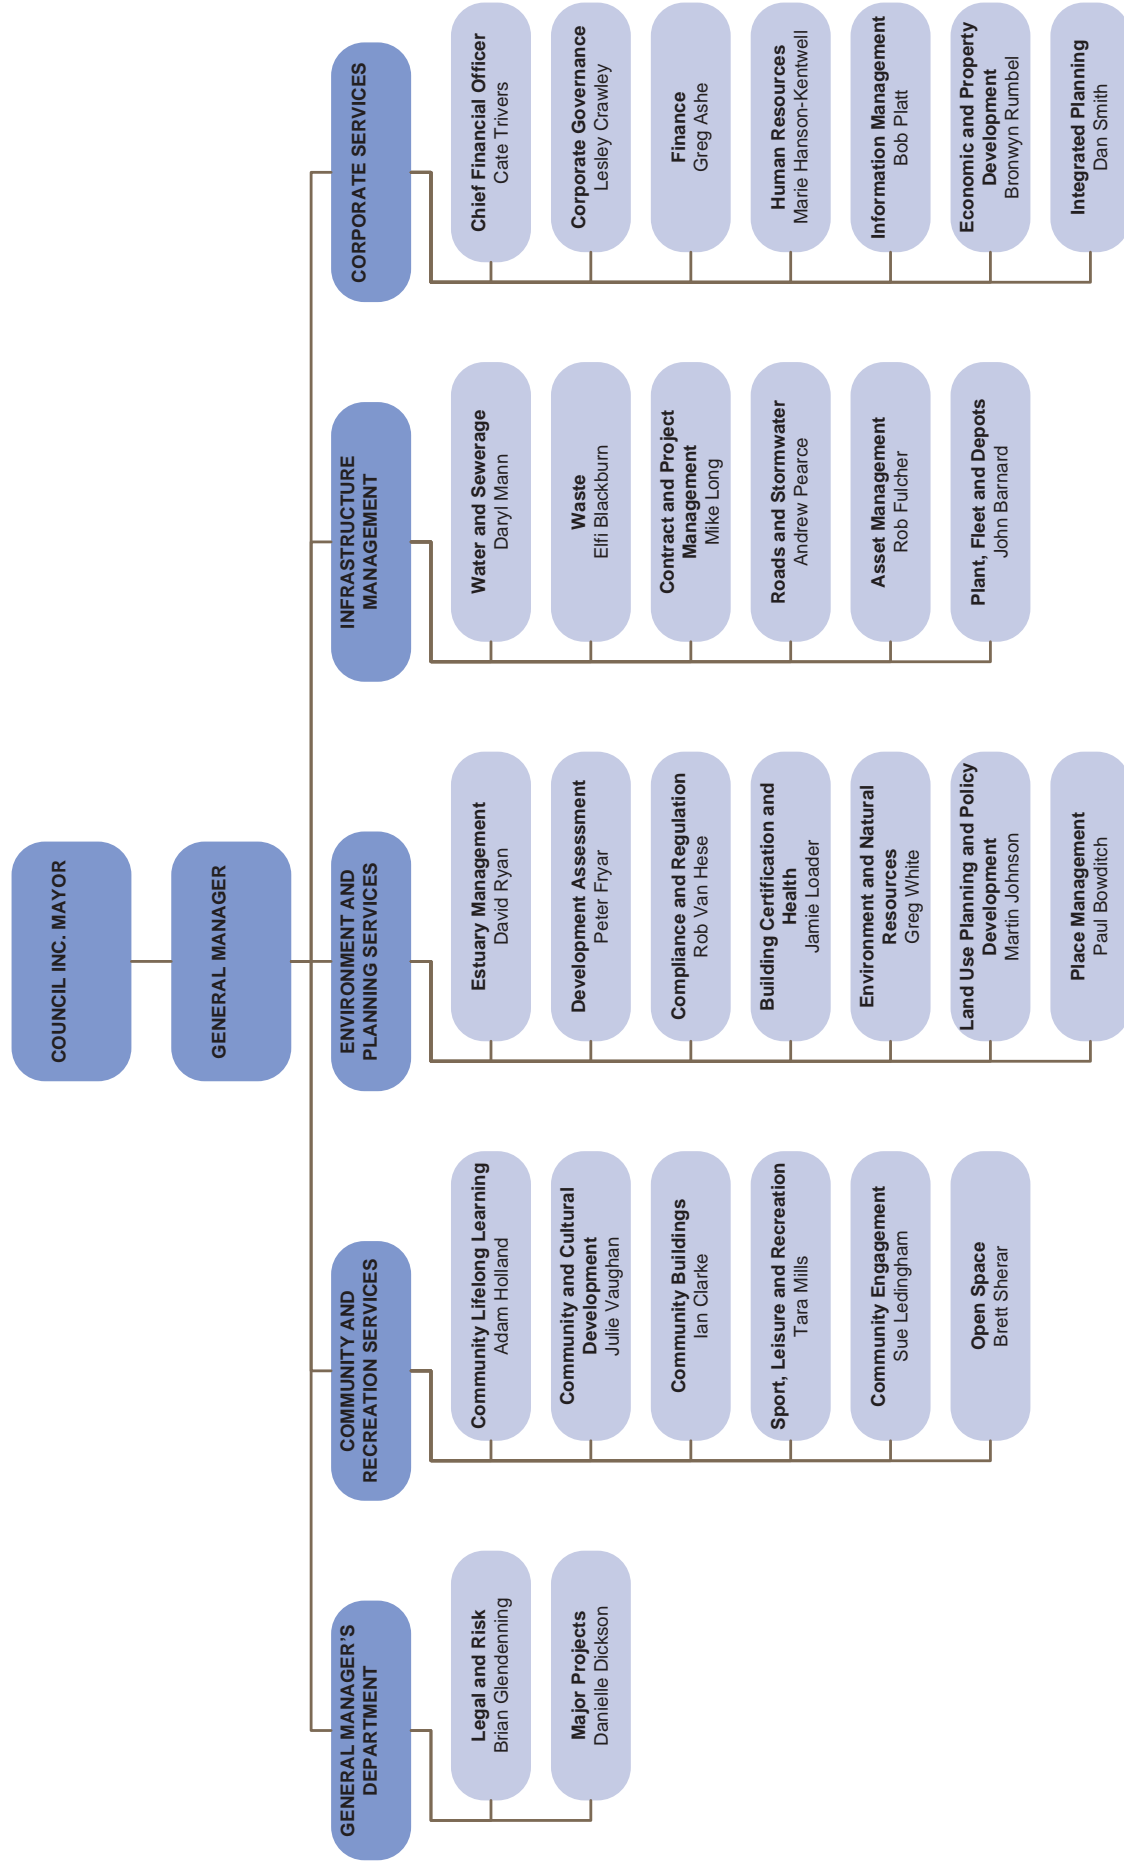 COUNCIL INC. MAYOR
GENERAL MANAGER
GENERAL MANAGER'S
DEPARTMENT
Legal and Risk
Brian Glendenning
Major Projects
Danielle Dickson
COMMUNITY AND
RECREATION SERVICES
Community Lifelong Learning
Adam Holland
Community and Cultural
Development
Julie Vaughan
Community Buildings
Ian Clarke
Sport, Leisure and Recreation
Tara Mills
Community Engagement
Sue Ledingham
Open Space
Brett Sherar
ENVIRONMENT AND
PLANNING SERVICES
Estuary Management
David Ryan
Development Assessment
Peter Fryar
Compliance and Regulation
Rob Van Hese
Building Certification and
Health
Jamie Loader
Environment and Natural
Resources
Greg White
Land Use Planning and Policy
Development
Martin Johnson
Place Management
Paul Bowditch
INFRASTRUCTURE
MANAGEMENT
Water and Sewerage
Daryl Mann
Waste
Elfi Blackburn
Contract and Project
Management
Mike Long
Roads and Stormwater
Andrew Pearce
Asset Management
Rob Fulcher
Plant, Fleet and Depots
John Barnard
CORPORATE SERVICES
Chief Financial Officer
Cate Trivers
Corporate Governance
Lesley Crawley
Finance
Greg Ashe
Human Resources
Marie Hanson-Kentwell
Information Management
Bob Platt
Economic and Property
Development
Bronwyn Rumbel
Integrated Planning
Dan Smith